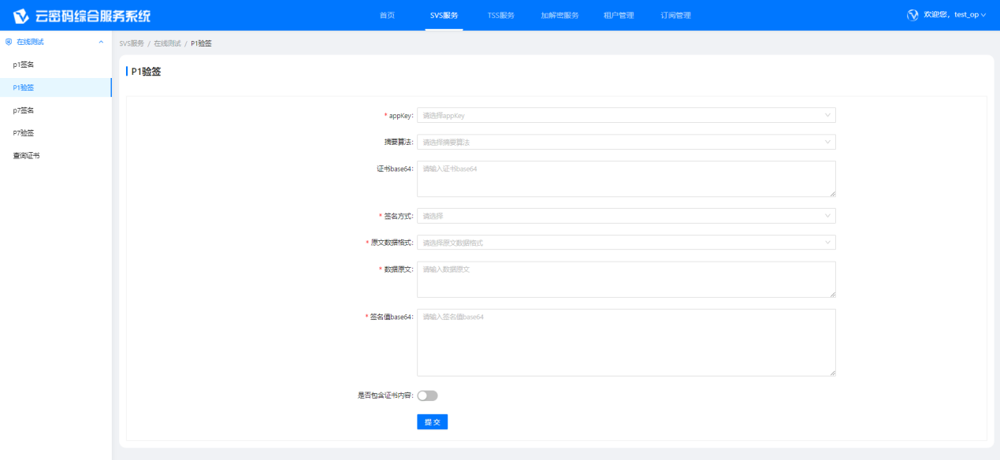 云密码综合服务系统
首页 SVS服务 TSS服务 加解密服务 租户管理 订阅管理
欢迎您，test_op
在线测试
p1签名
P1验签
p7签名
P7验签
查询证书
SVS服务 / 在线测试 / P1验签
P1验签
* appKey: 请选择appKey
摘要算法: 请选择摘要算法
证书base64: 请输入证书base64
* 签名方式: 请选择
* 原文数据格式: 请选择原文数据格式
* 数据原文: 请输入数据原文
* 签名值base64: 请输入签名值base64
是否包含证书内容:
提 交